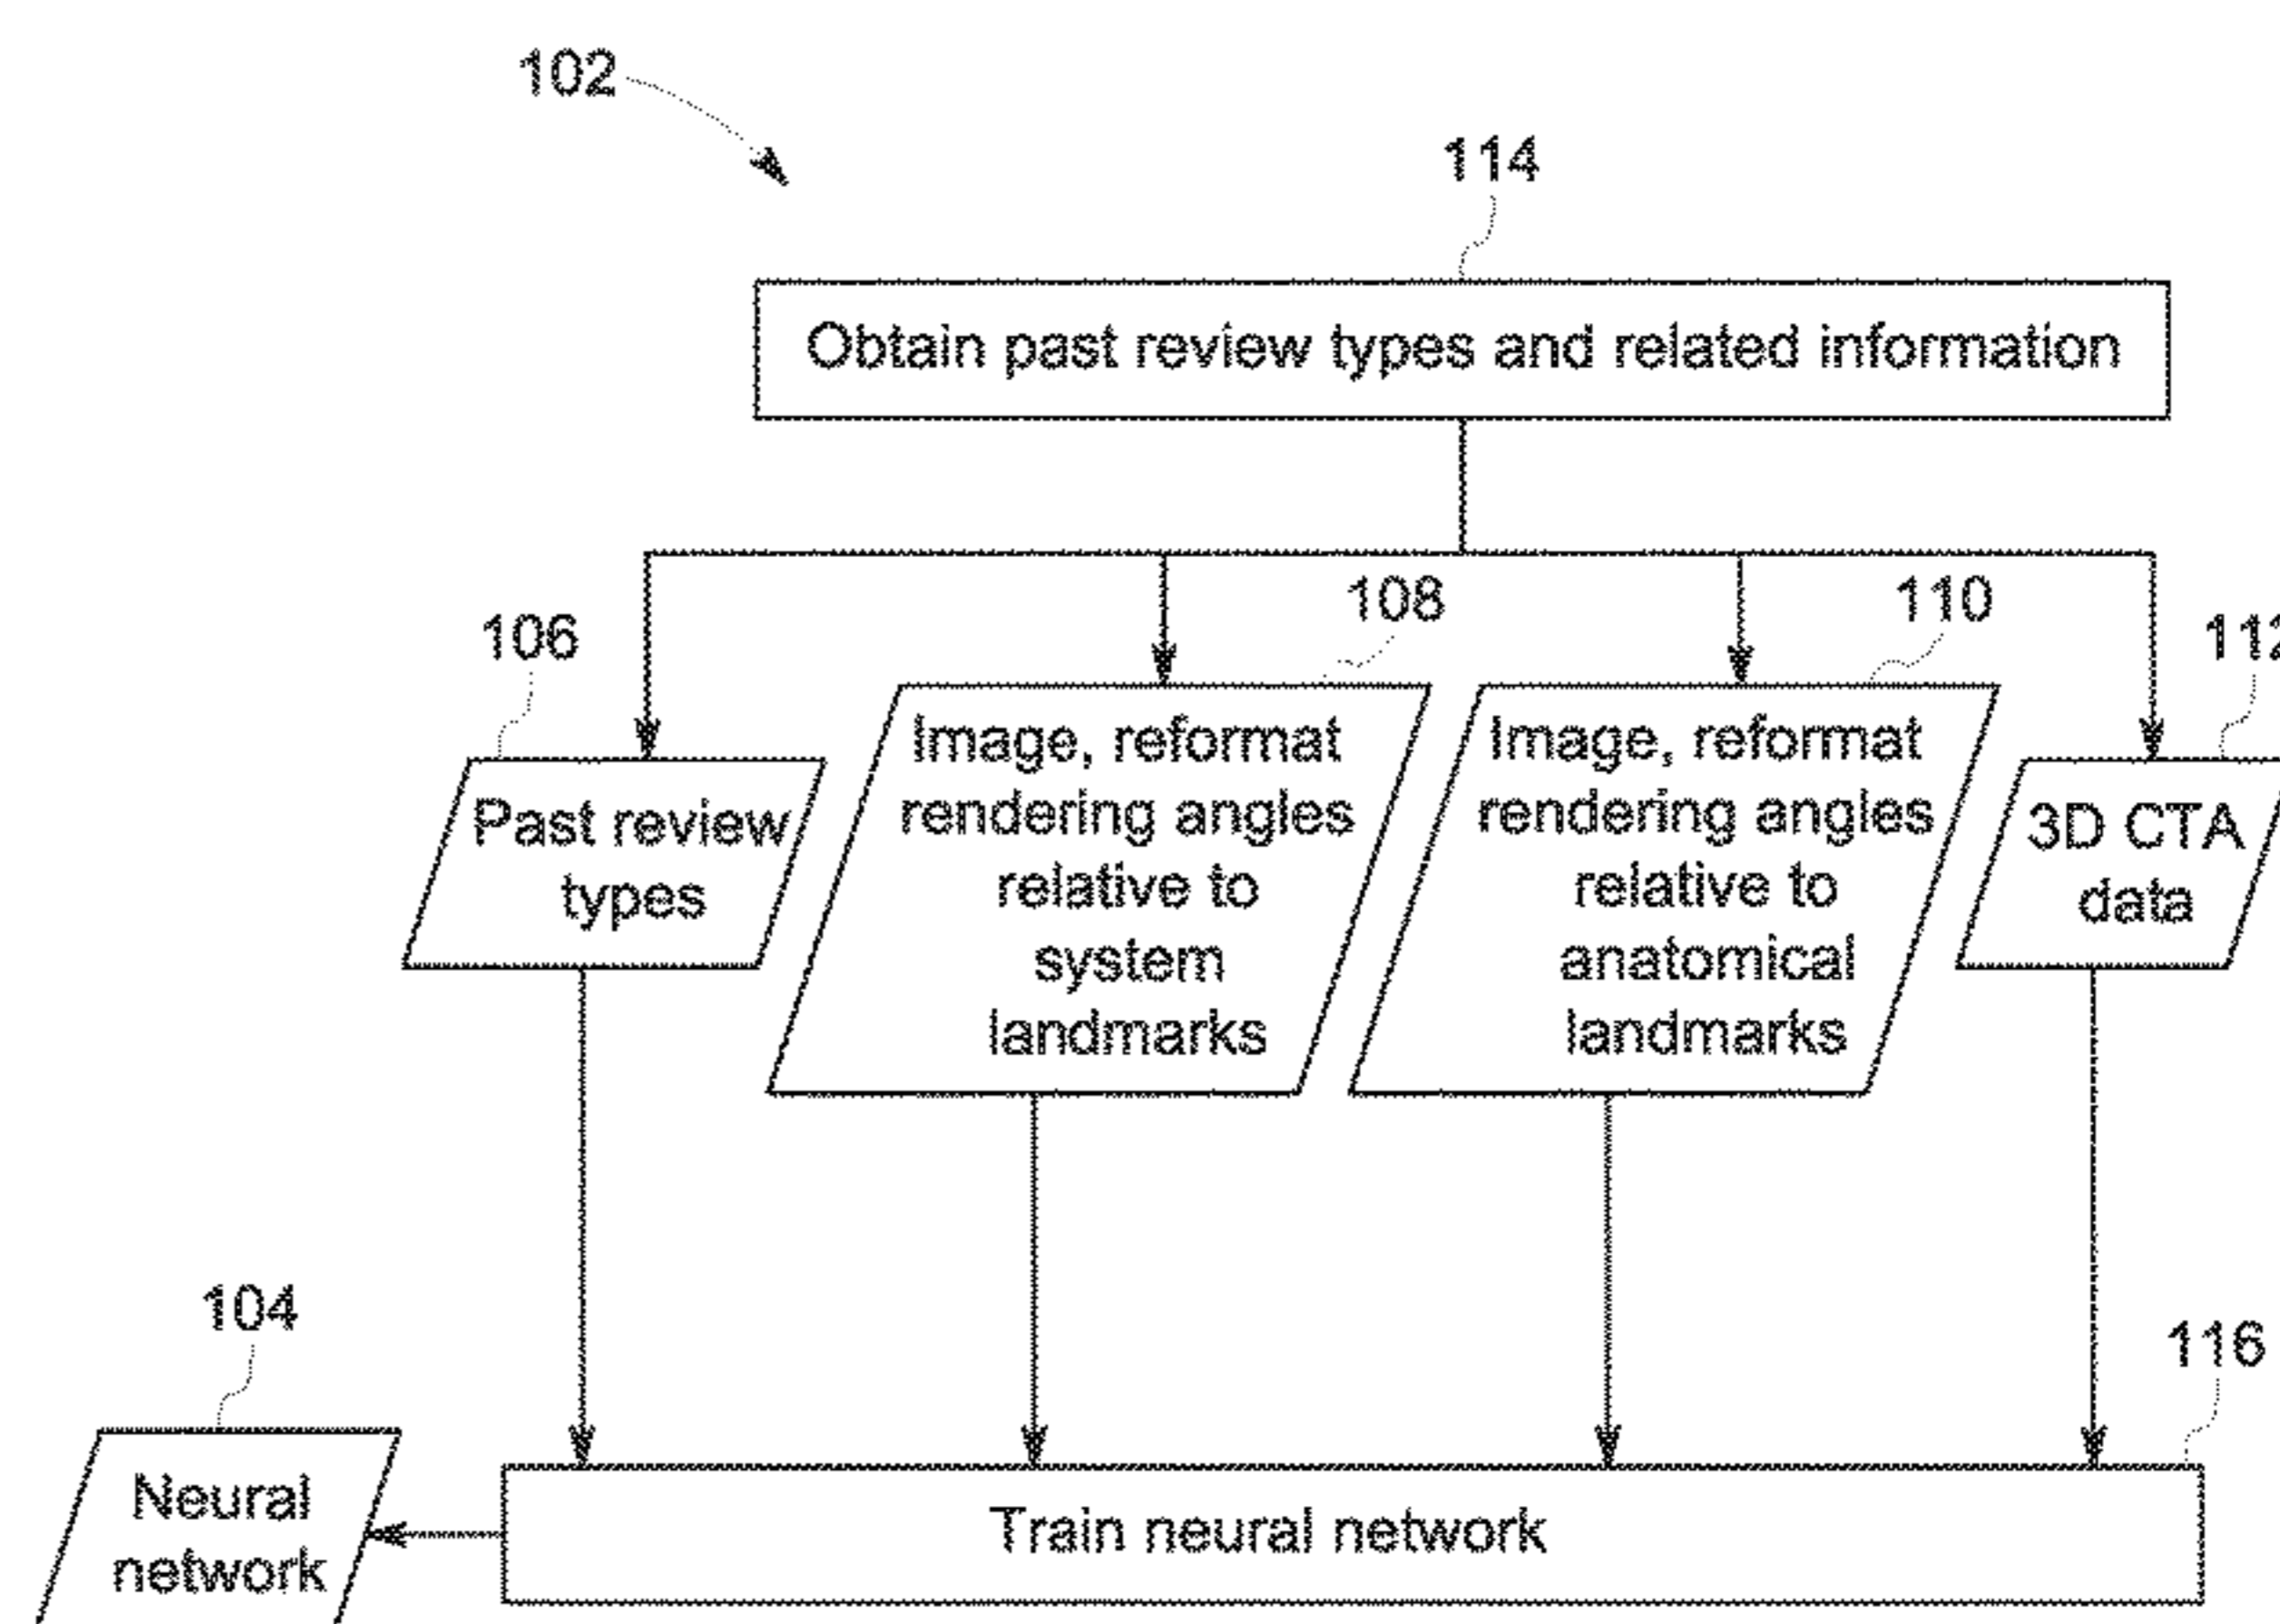 102
114
Obtain past review types and related information
106
108
110
112
Past review
types
Image, reformat
rendering angles
relative to
system
landmarks
Image, reformat
rendering angles
relative to
anatomical
landmarks
3D CTA
data
104
116
Neural
network
Train neural network